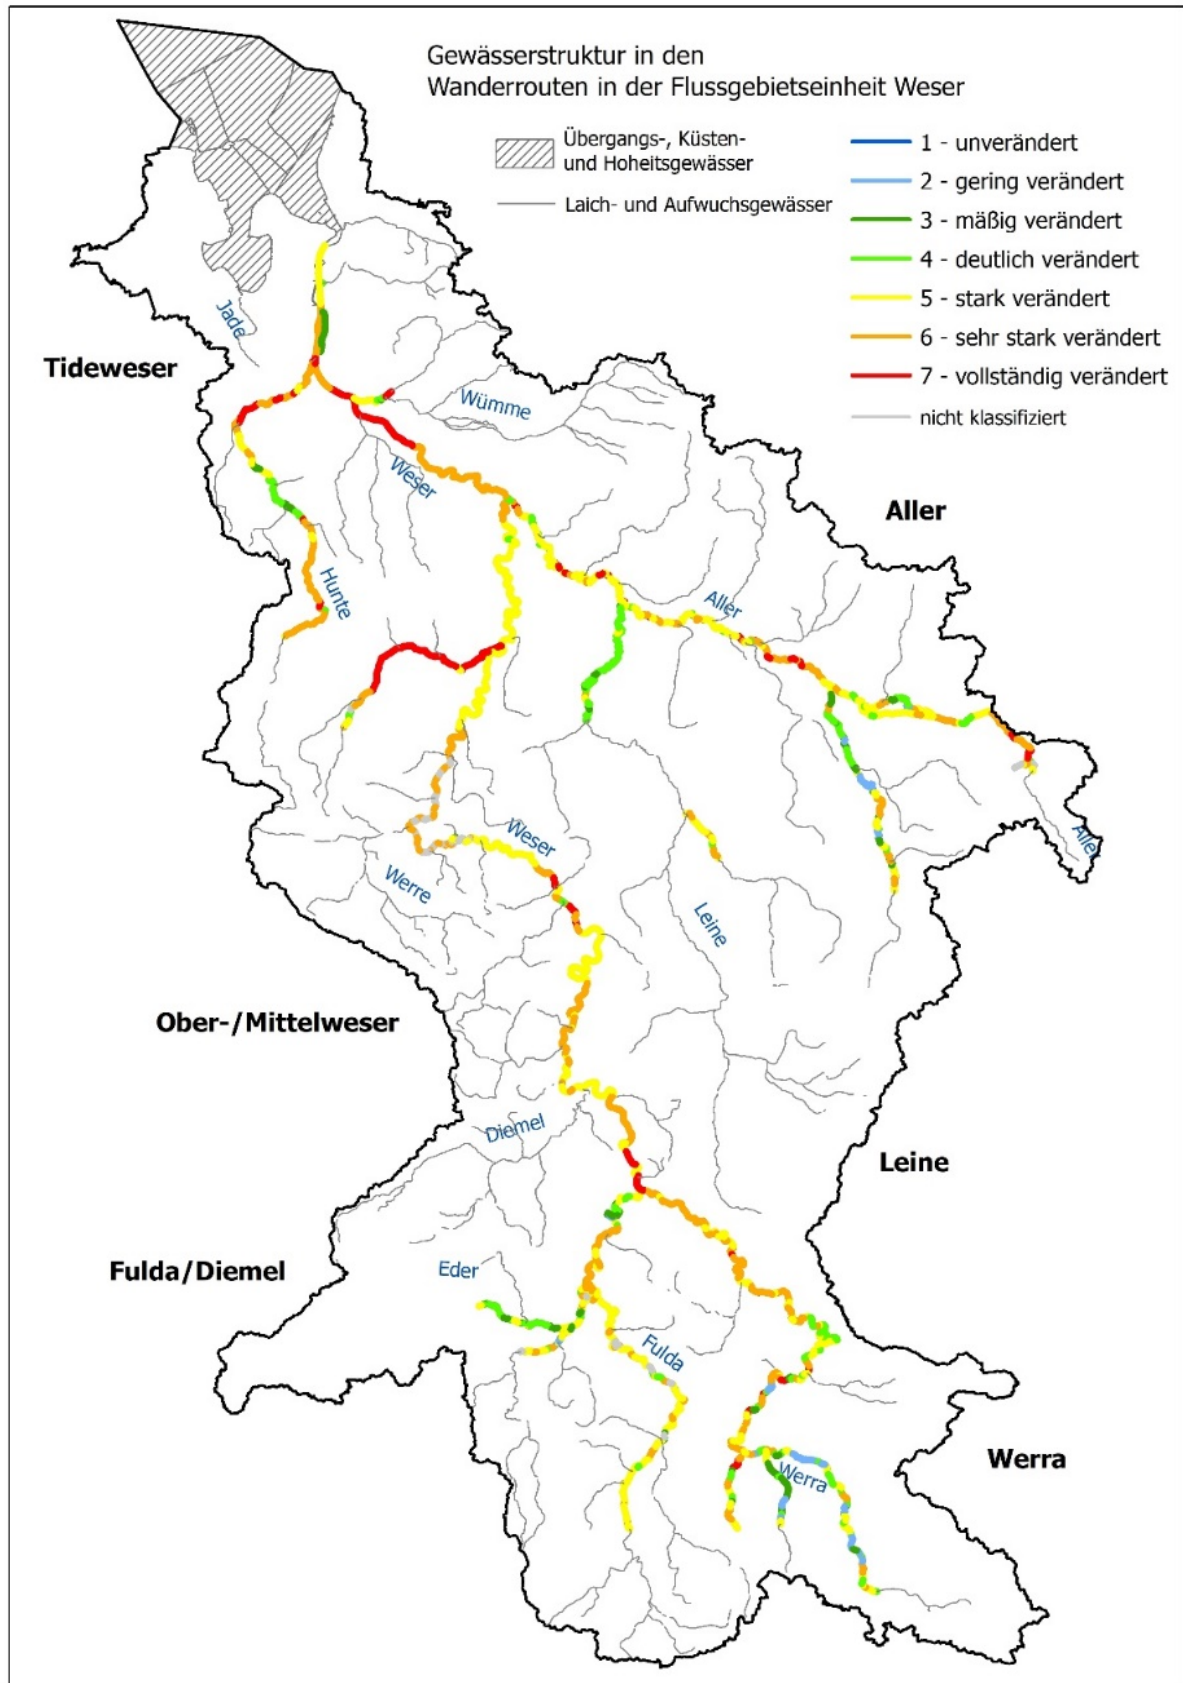 Gewässerstruktur in den
Wanderrouten in der Flussgebietseinheit Weser
Übergangs-, Küsten-
und Hoheitsgewässer
Laich- und Aufwuchsgewässer
1 - unverändert
2 - gering verändert
3 - mäßig verändert
4 - deutlich verändert
5 - stark verändert
6 - sehr stark verändert
7 - vollständig verändert
nicht klassifiziert
Jade
Tideweser
Wümme
Weser
Aller
Hunte
Aller
Weser
Aller
Werre
Leine
Ober-/Mittelweser
Diemel
Leine
Fulda/Diemel
Eder
Fulda
Werra
Werra